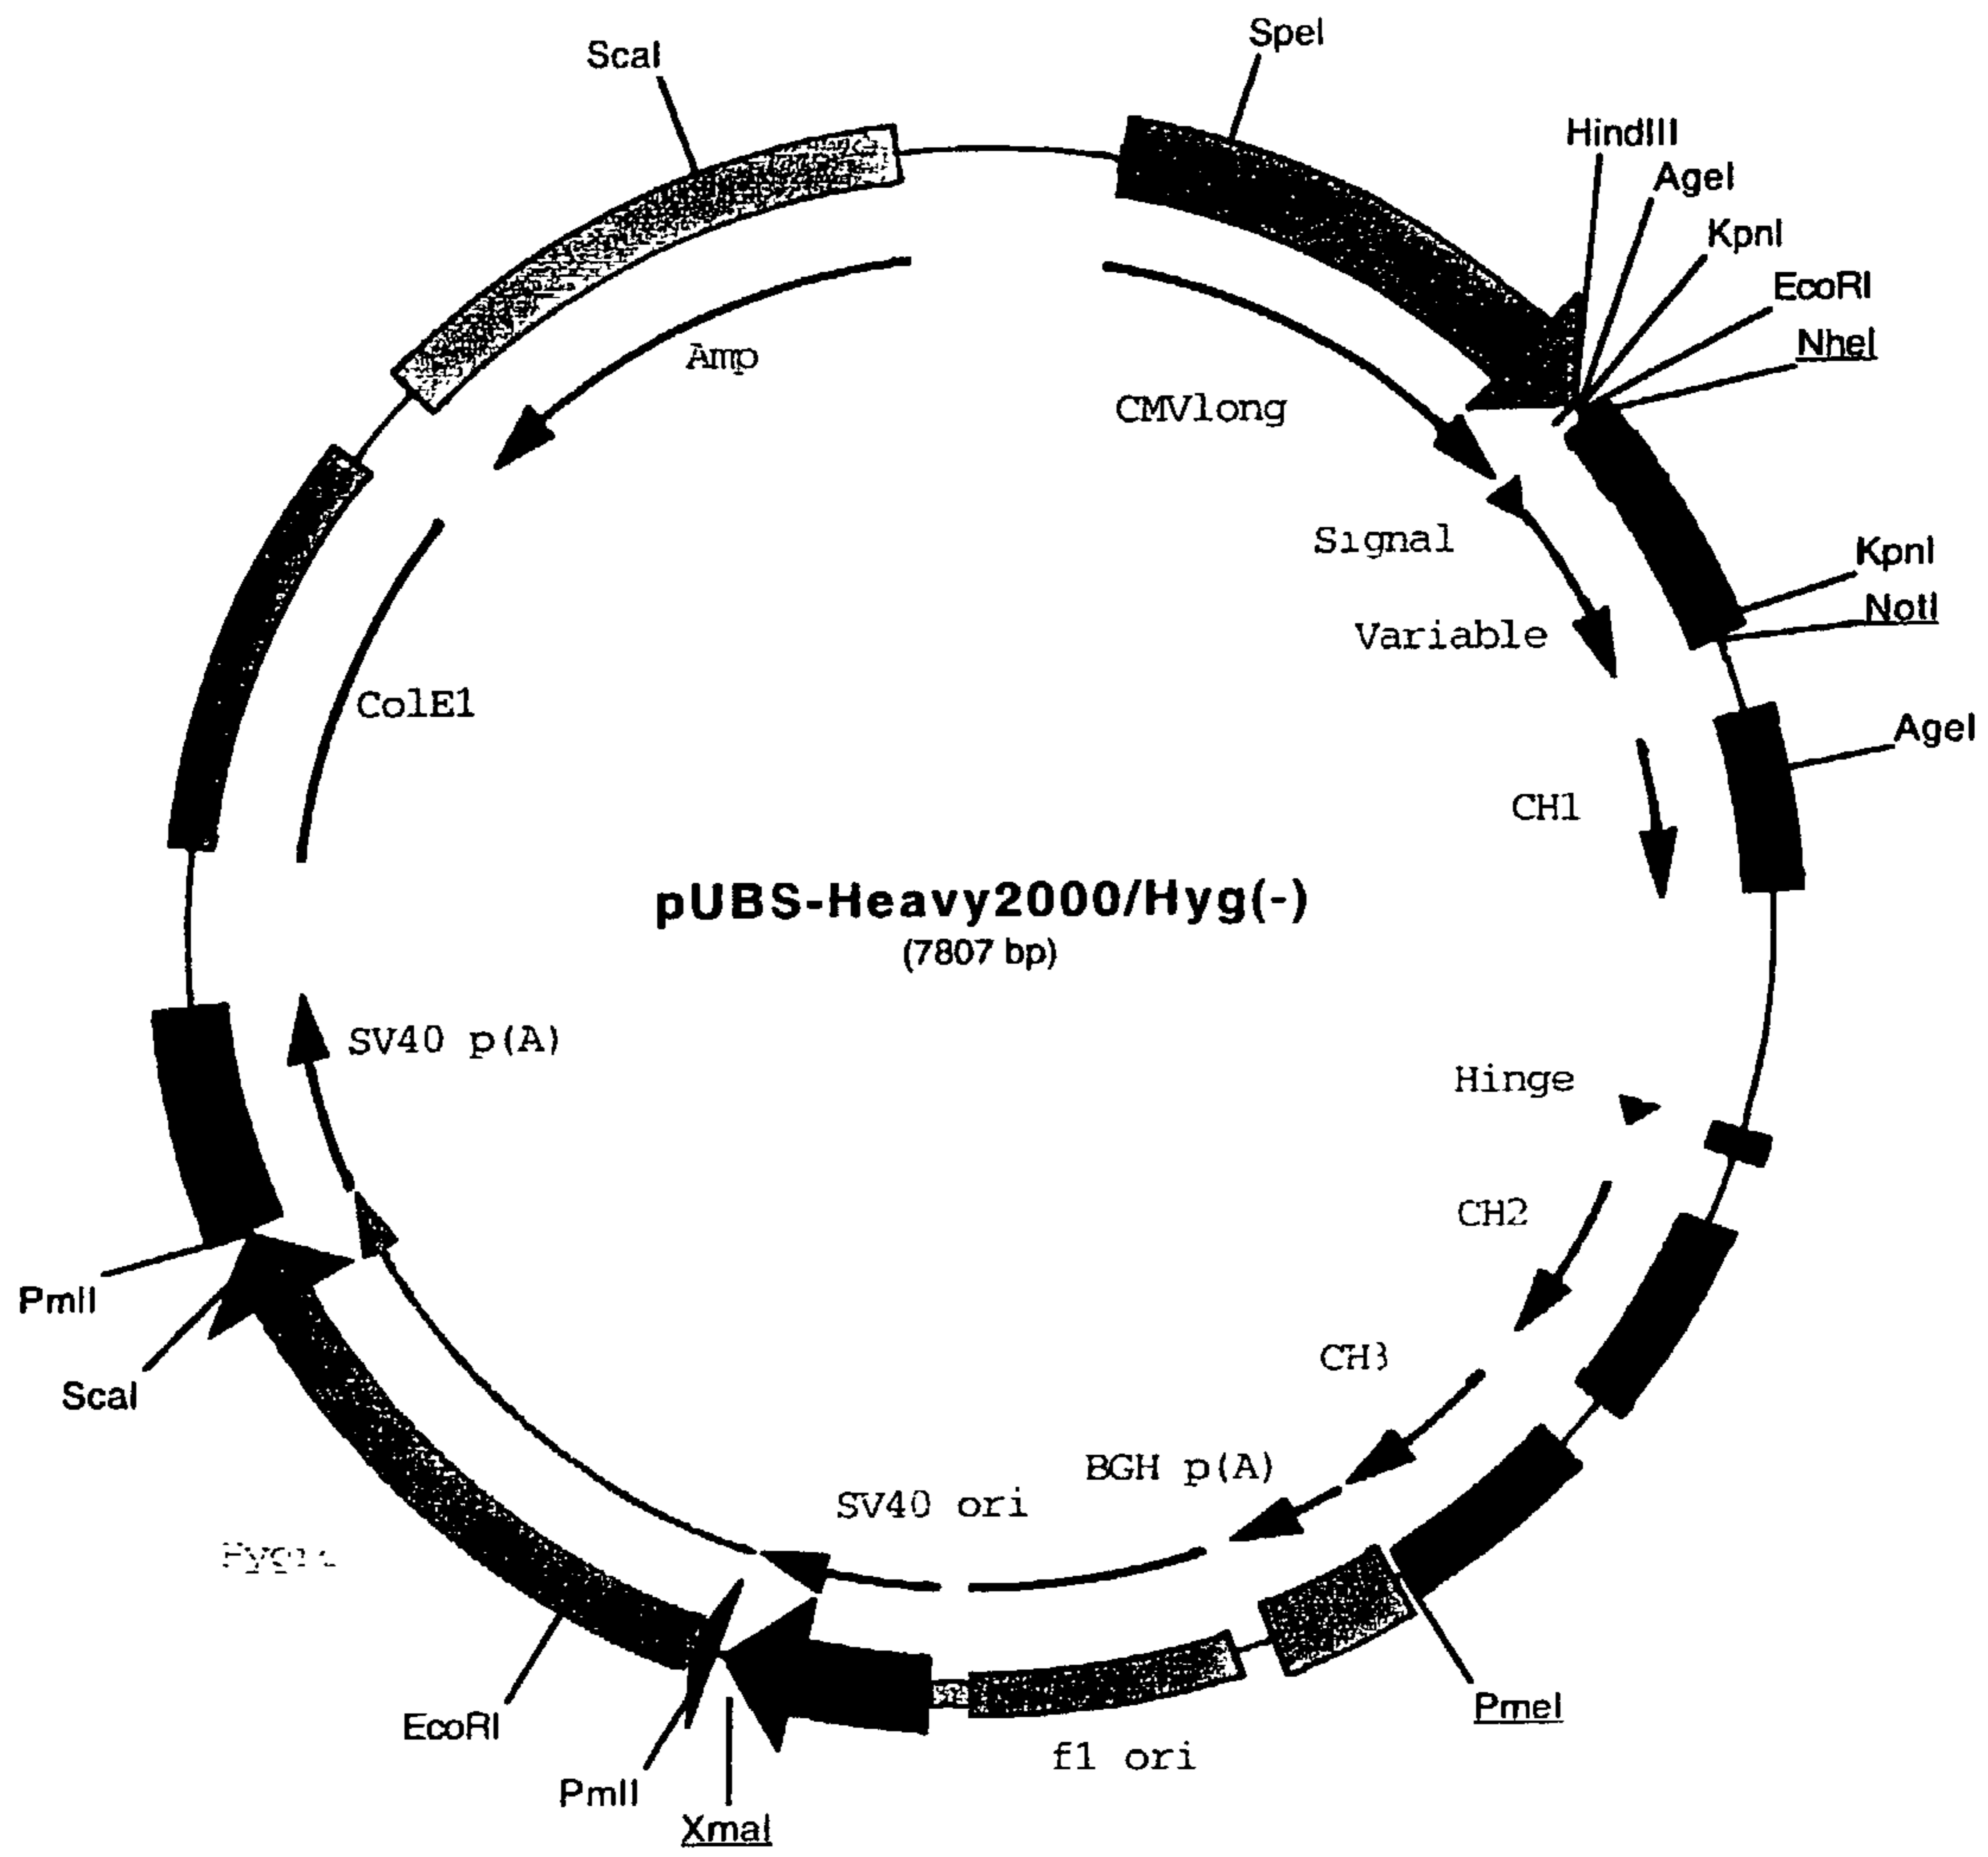 ScaI
SpeI
HindIII
AgeI
KpnI
EcoRI
NheI
Amp
CMVlong
Signal
KpnI
NotI
Variable
ColE1
AgeI
CH1
pUBS-Heavy2000/Hyg(-)
(7807 bp)
SV40 p(A)
Hinge
CH2
PmlI
ScaI
CH3
BGH p(A)
SV40 ori
PmeI
EcoRI
f1 ori
PmlI
XmaI